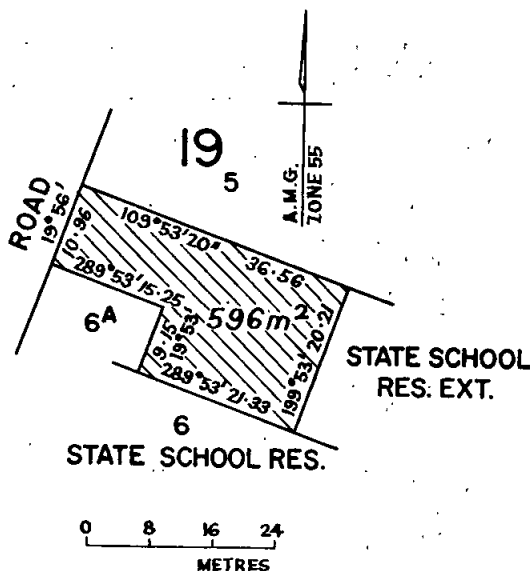 19
5
A.M.G.
ZONE 55
ROAD
19°56'
10·96
109°53'20"
36·56
289°53' 15·25
596m²
6A
9·15
19°53'
199°53' 20·21
289°53' 21·33
STATE SCHOOL
RES. EXT.
6
STATE SCHOOL RES.
0 8 16 24
METRES